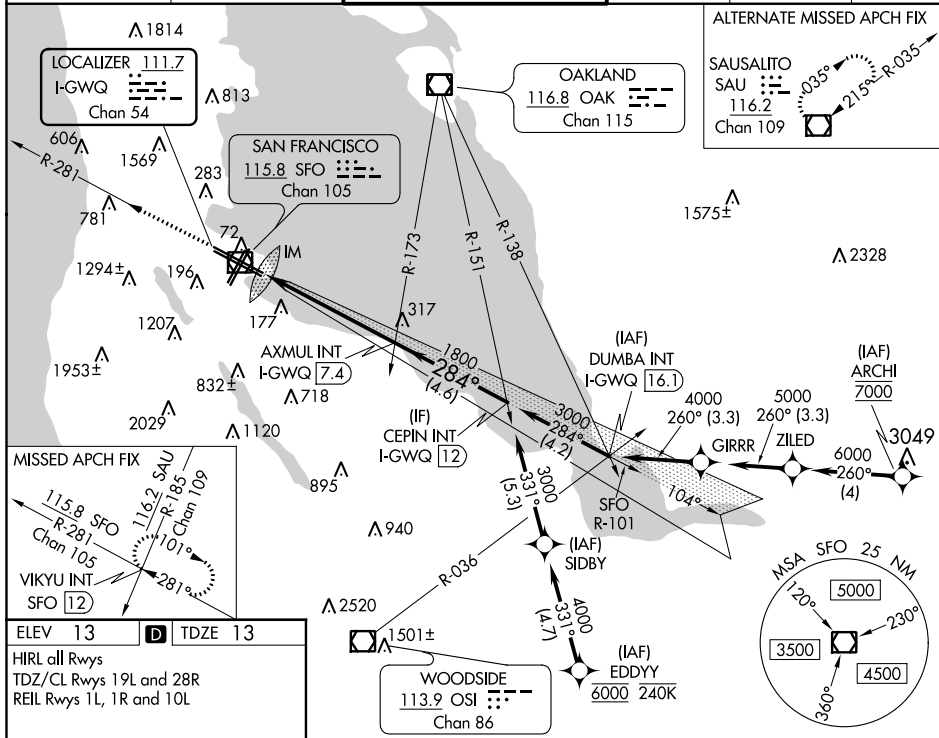 1814
LOCALIZER 111.7
I-GWQ
Chan 54
813
OAKLAND
116.8 OAK
Chan 115
ALTERNATE MISSED APCH FIX
SAUSALITO
SAU
116.2
Chan 109
035°
215°
R-035
606
1569
R-281
283
SAN FRANCISCO
115.8 SFO
Chan 105
781
72
IM
R-173
R-151
R-138
1575±
2328
1294±
196
177
317
1207
1953±
832±
718
2029
1120
AXMUL INT
I-GWQ 7.4
1800
284°
(4.6)
(IF)
CEPIN INT
I-GWQ 12
3000
284°
(4.2)
(IAF)
DUMBA INT
I-GWQ 16.1
4000
260° (3.3)
GIRRR
5000
260° (3.3)
ZILED
(IAF)
ARCHI
7000
3049
6000
260°
(4)
104°
SFO
R-101
895
940
3000
331°
(5.3)
(IAF)
SIDBY
R-036
4000
331°
(4.7)
(IAF)
EDDYY
6000 240K
MISSED APCH FIX
115.8 SFO
R-281
Chan 105
116.2 SAU
R-185
Chan 109
101°
281°
VIKYU INT
SFO 12
2520
1501±
WOODSIDE
113.9 OSI
Chan 86
MSA SFO 25 NM
120°
5000
230°
3500
4500
360°
ELEV 13
D
TDZE 13
HIRL all Rwys
TDZ/CL Rwys 19L and 28R
REIL Rwys 1L, 1R and 10L